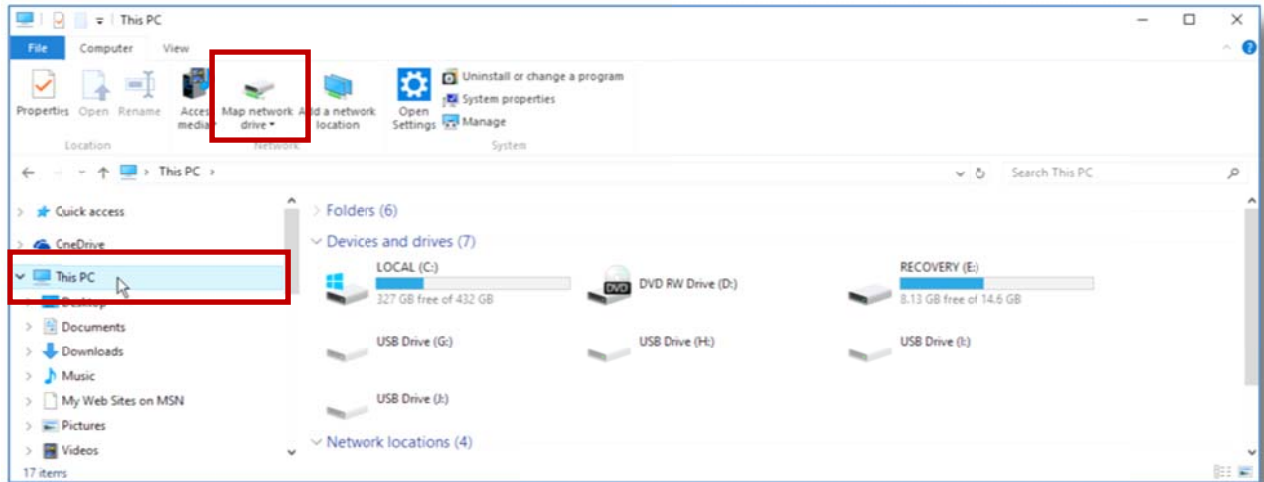 This PC
File Computer View
Properties Open Rename Access media Map network drive Add a network location Open Settings
Uninstall or change a program
System properties
Manage
Location Network System
This PC
Search This PC
Cuick access
CneDrive
This PC
Desktop
Documents
Downloads
Music
My Web Sites on MSN
Pictures
Videos
Folders (6)
Devices and drives (7)
LOCAL (C:)
327 GB free of 432 GB
DVD
DVD RW Drive (D:)
RECOVERY (E:)
8.13 GB free of 14.6 GB
USB Drive (G:)
USB Drive (H:)
USB Drive (I:)
USB Drive (J:)
Network locations (4)
17 items